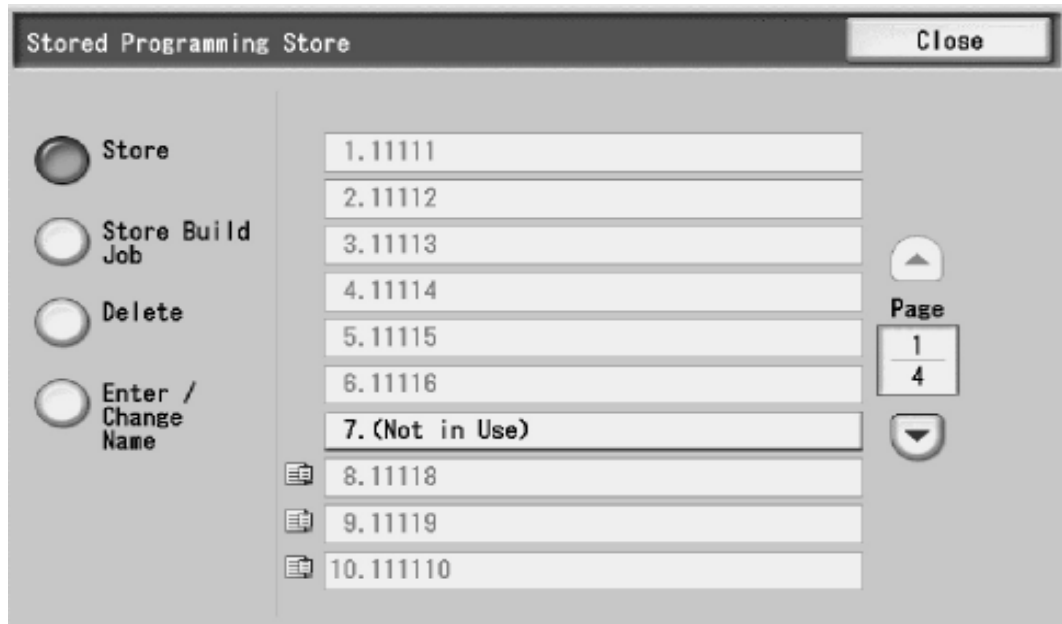 Stored Programming Store
Close
Store
Store Build
Job
Delete
Enter /
Change
Name
1.11111
2.11112
3.11113
4.11114
5.11115
6.11116
7.(Not in Use)
8.11118
9.11119
10.111110
Page
1
4